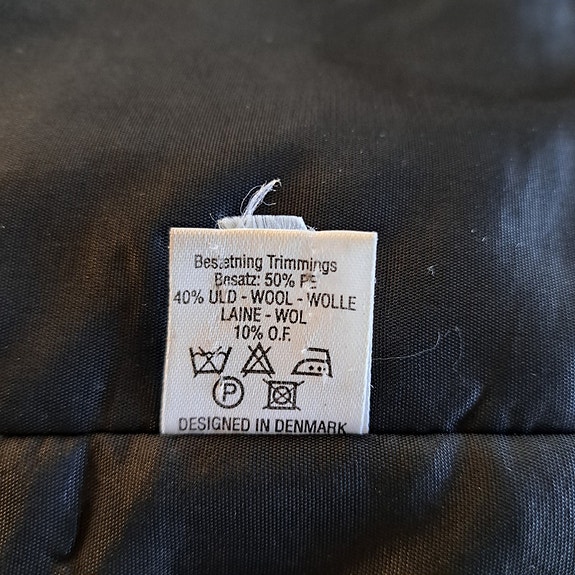 Besætning Trimmings
Besatz: 50% PE
40% ULD - WOOL - WOLLE
LAINE - WOL
10% O.F.
P
DESIGNED IN DENMARK